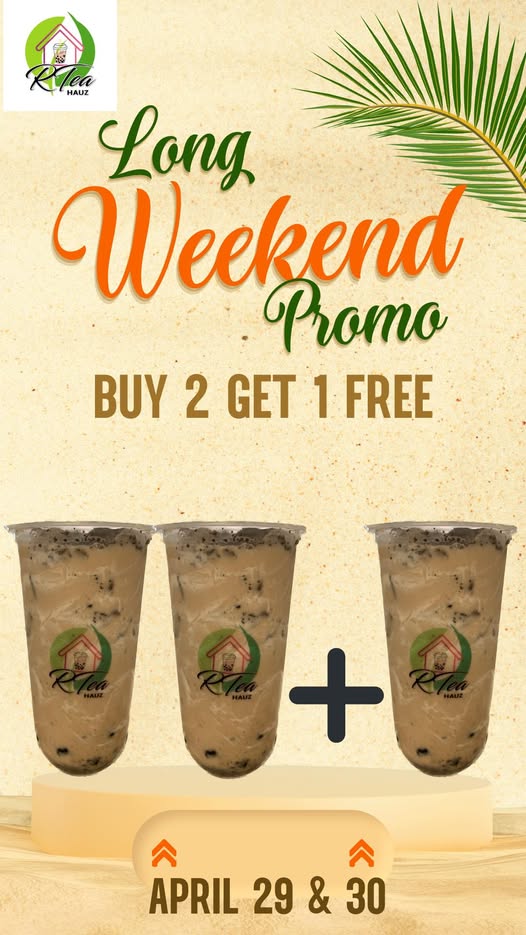 R Tea
HAUZ
Long
Weekend
Promo
BUY 2 GET 1 FREE
R Tea
HAUZ
R Tea
HAUZ
R Tea
HAUZ
APRIL 29 & 30